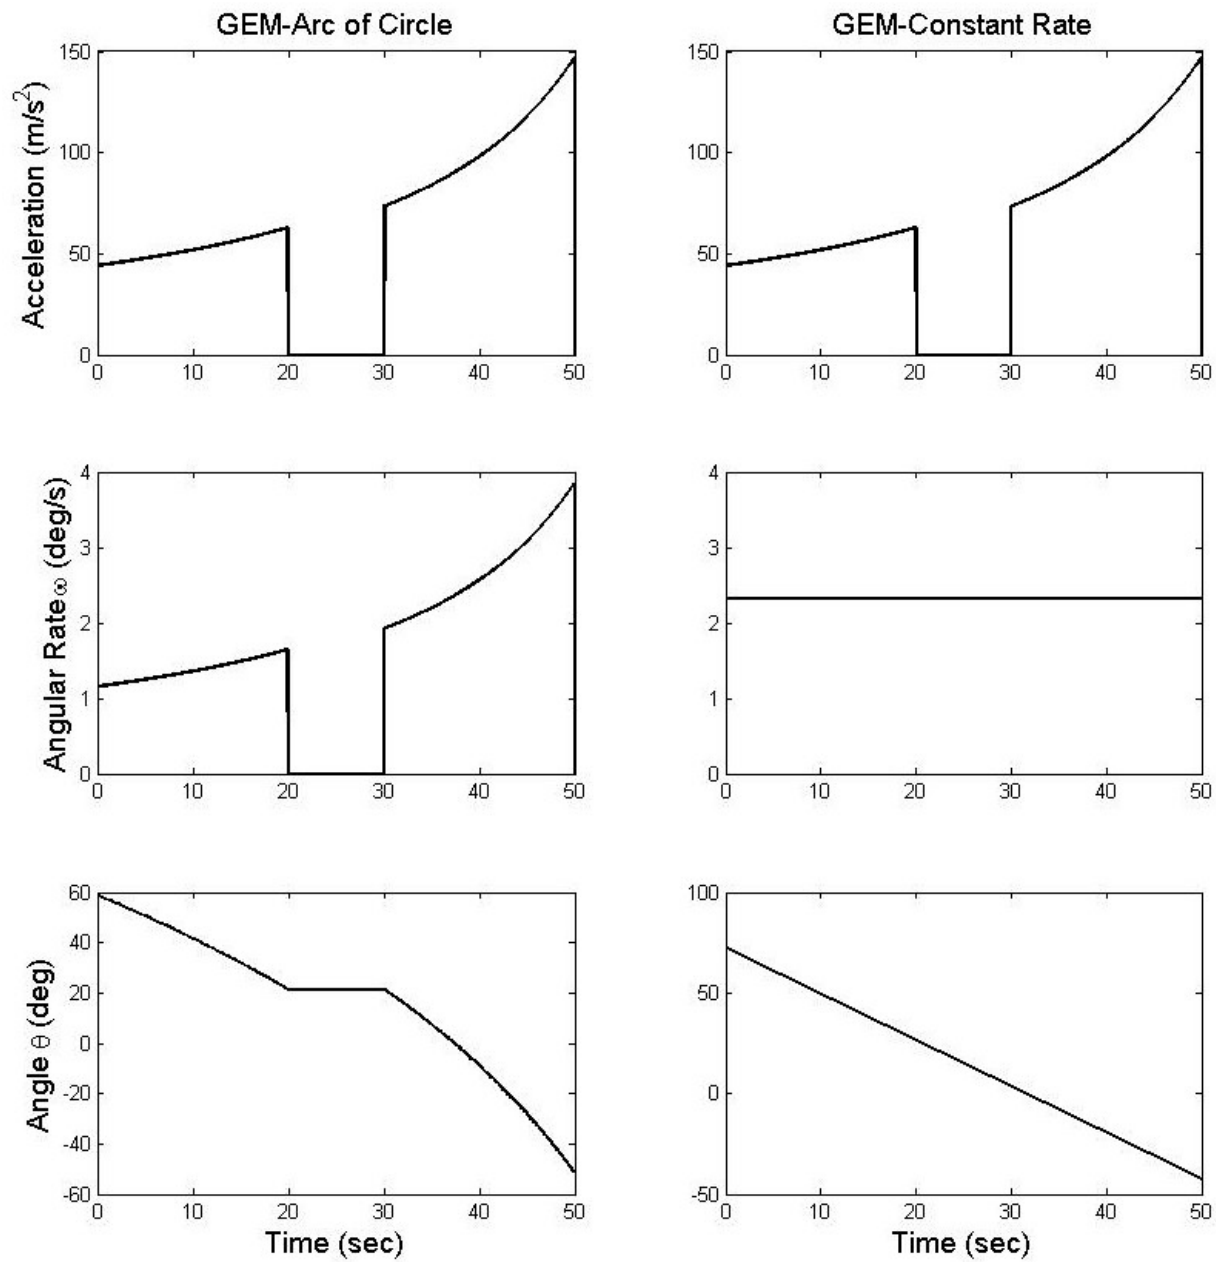 GEM-Arc of Circle
GEM-Constant Rate
Acceleration (m/s²)
150
100
50
0
0 10 20 30 40 50
150
100
50
0
0 10 20 30 40 50
Angular Rate ω (deg/s)
4
3
2
1
0
0 10 20 30 40 50
4
3
2
1
0
0 10 20 30 40 50
Angle θ (deg)
60
40
20
0
-20
-40
-60
0 10 20 30 40 50
Time (sec)
100
50
0
-50
0 10 20 30 40 50
Time (sec)